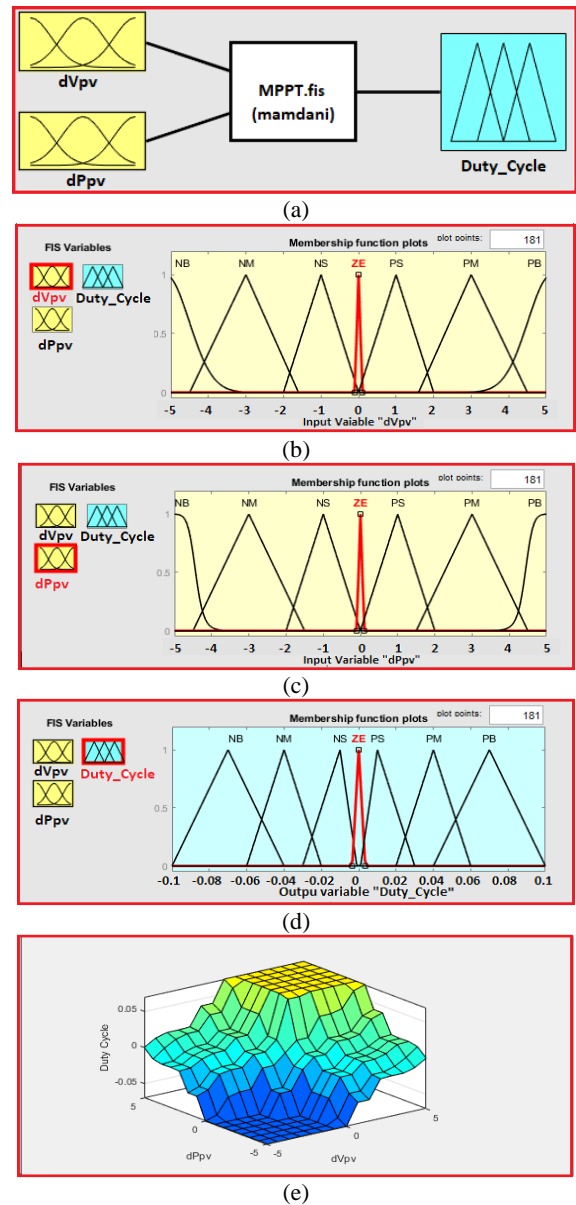 dVpv
dPpv
MPPT.fis
(mamdani)
Duty_Cycle
(a)
FIS Variables
dVpv Duty_Cycle
dPpv
Membership function plots plot points: 181
NB NM NS ZE PS PM PB
1
0.5
0
-5 -4 -3 -2 -1 0 1 2 3 4 5
Input Vaiable "dVpv"
(b)
FIS Variables
dVpv Duty_Cycle
dPpv
Membership function plots plot points: 181
NB NM NS ZE PS PM PB
1
0.5
0
-5 -4 -3 -2 -1 0 1 2 3 4 5
Input Variable "dPpv"
(c)
FIS Variables
dVpv Duty_Cycle
dPpv
Membership function plots plot points: 181
NB NM NS ZE PS PM PB
1
0.5
0
-0.1 -0.08 -0.06 -0.04 -0.02 0 0.02 0.04 0.06 0.08 0.1
Outpu variable "Duty_Cycle"
(d)
Duty Cycle
0.05
0
-0.05
5
0
-5
dPpv
-5
0
5
dVpv
(e)